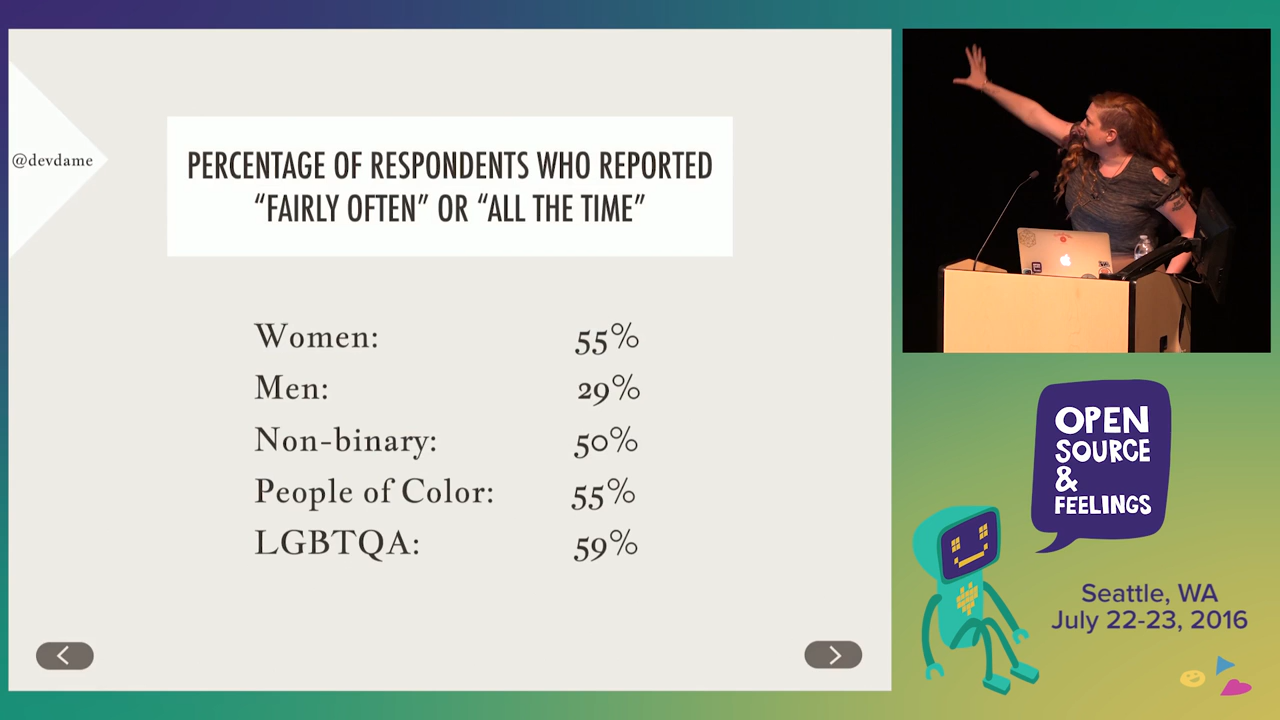 @devdame
PERCENTAGE OF RESPONDENTS WHO REPORTED
“FAIRLY OFTEN” OR “ALL THE TIME”
Women: 55%
Men: 29%
Non-binary: 50%
People of Color: 55%
LGBTQA: 59%
OPEN
SOURCE
&
FEELINGS
Seattle, WA
July 22-23, 2016